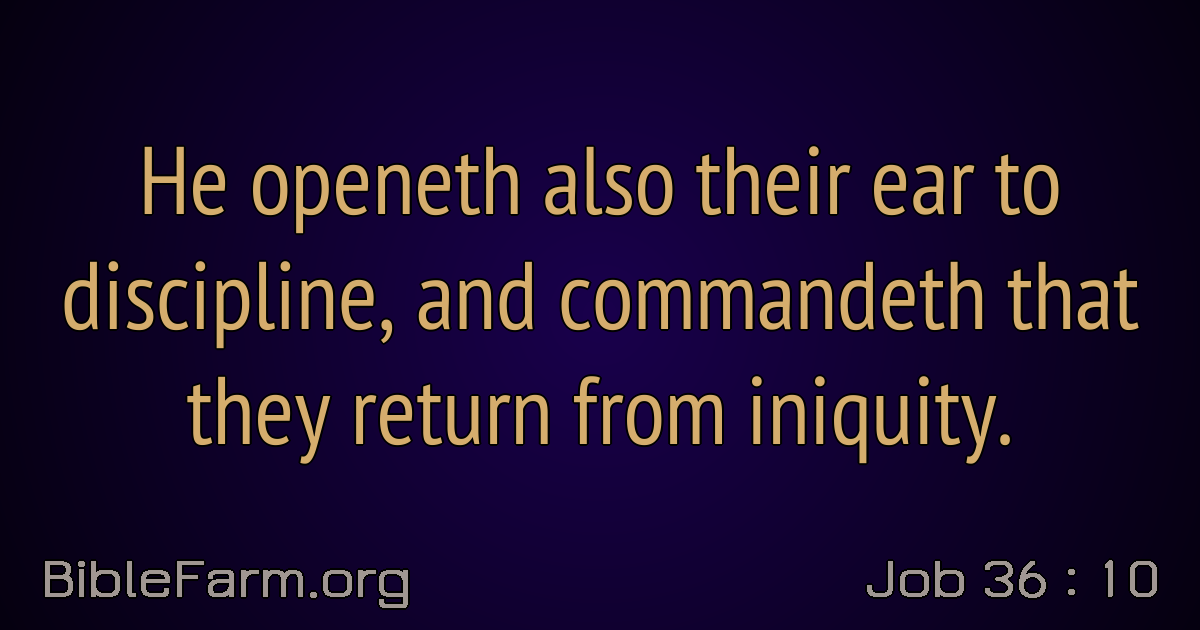 He openeth also their ear to
discipline, and commandeth that
they return from iniquity.
BibleFarm.org
Job 36 : 10